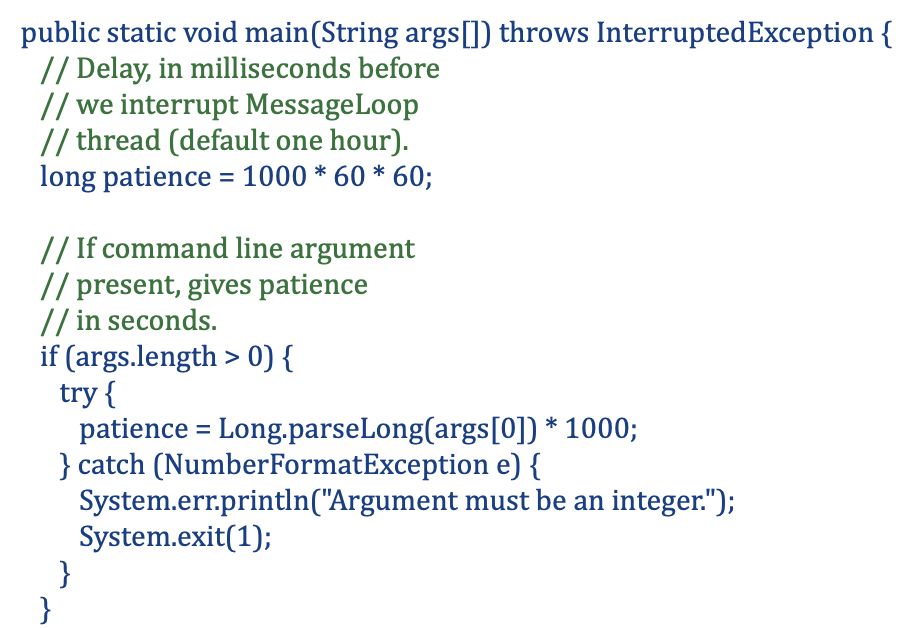 public static void main(String args[]) throws InterruptedException {
// Delay, in milliseconds before
// we interrupt MessageLoop
// thread (default one hour).
long patience = 1000 * 60 * 60;
// If command line argument
// present, gives patience
// in seconds.
if (args.length > 0) {
try {
patience = Long.parseLong(args[0]) * 1000;
} catch (NumberFormatException e) {
System.err.println("Argument must be an integer.");
System.exit(1);
}
}